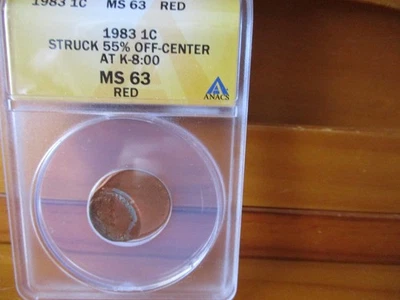 1983 1C MS 63 RED
1983 1C
STRUCK 55% OFF-CENTER
AT K-8:00
MS 63
RED
ANACS